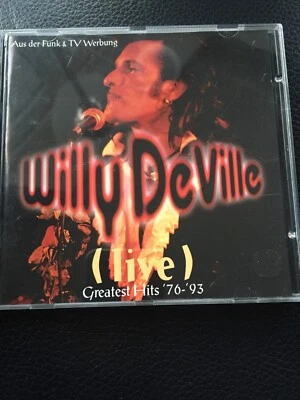 Aus der Funk & TV Werbung
Willy DeVille
(live)
Greatest Hits '76-'93